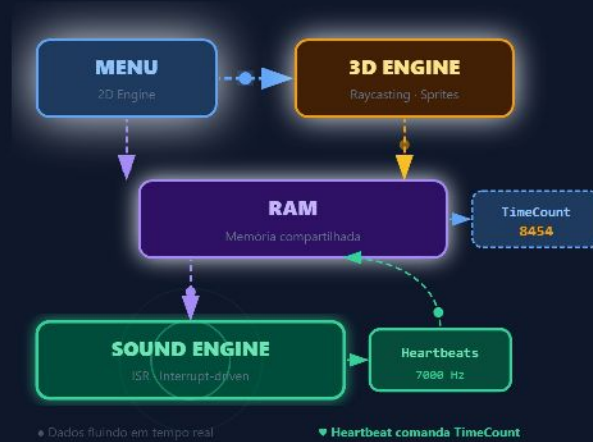 MENU
2D Engine
3D ENGINE
Raycasting · Sprites
RAM
Memória compartilhada
TimeCount
8454
SOUND ENGINE
ISR · Interrupt-driven
Heartbeats
7000 Hz
● Dados fluindo em tempo real
♥ Heartbeat comanda TimeCount